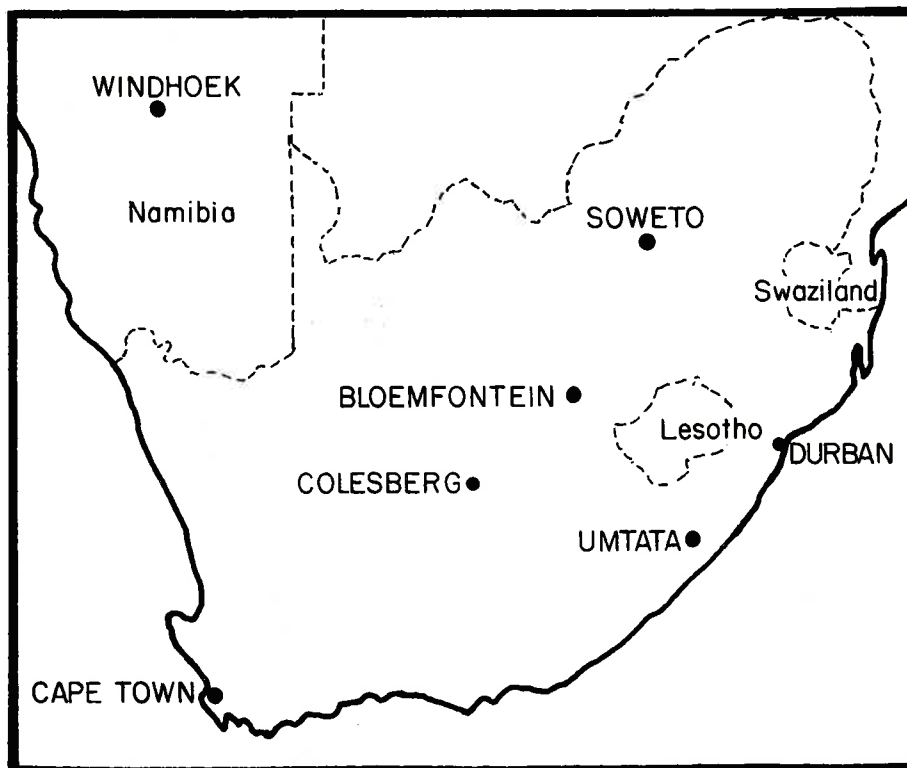 WINDHOEK
Namibia
SOWETO
Swaziland
BLOEMFONTEIN
Lesotho
DURBAN
COLESBERG
UMTATA
CAPE TOWN